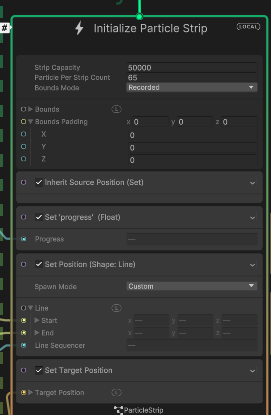 #
Initialize Particle Strip
LOCAL
Strip Capacity 50000
Particle Per Strip Count 65
Bounds Mode Recorded
Bounds L
Bounds Padding x 0 y 0 z 0
X 0
Y 0
Z 0
Inherit Source Position (Set)
Set 'progress' (Float)
Progress —
Set Position (Shape: Line)
Spawn Mode Custom
Line L
Start x — y — z —
End x — y — z —
Line Sequencer —
Set Target Position
Target Position L
ParticleStrip